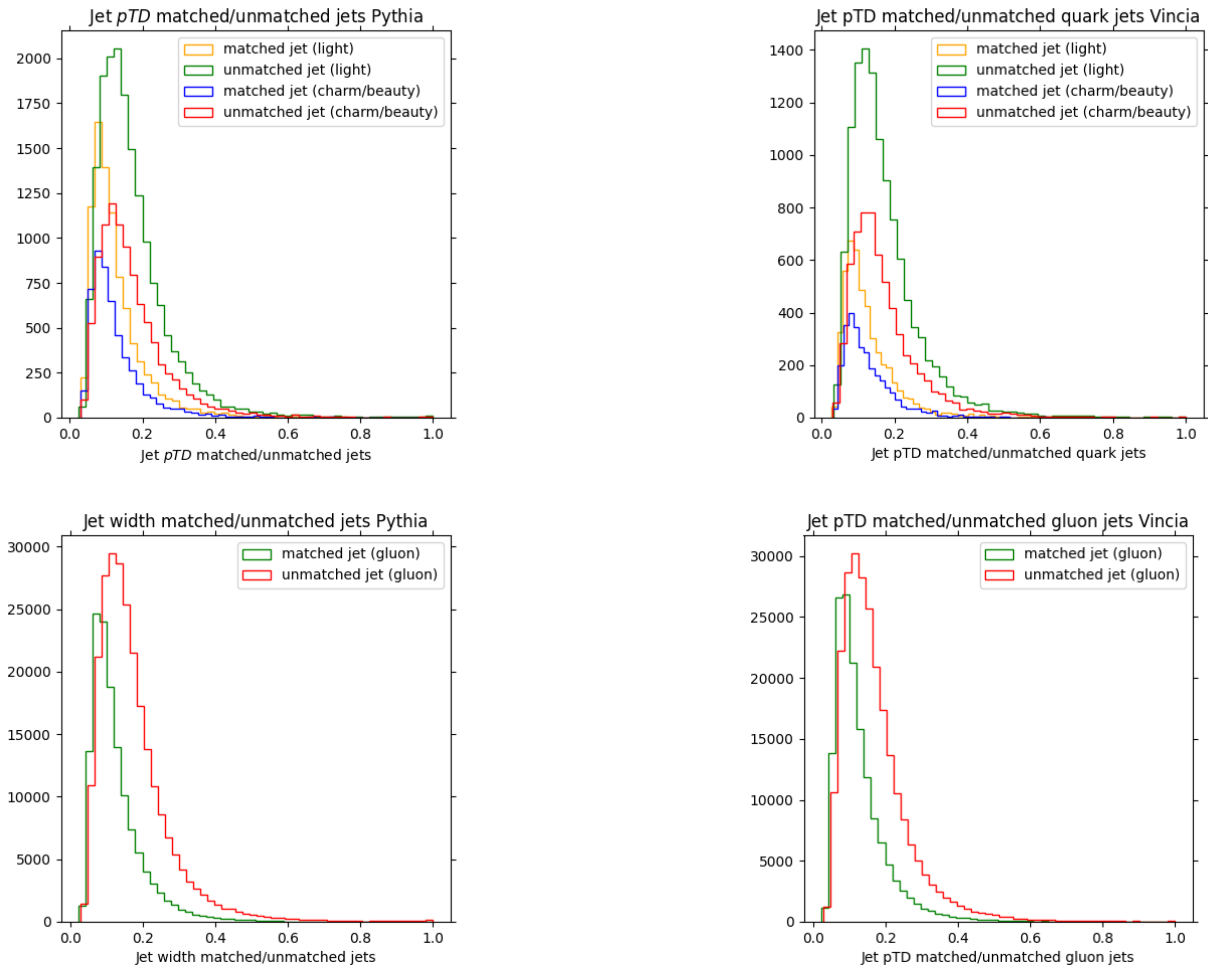 Jet pTD matched/unmatched jets Pythia
matched jet (light)
unmatched jet (light)
matched jet (charm/beauty)
unmatched jet (charm/beauty)
2000
1750
1500
1250
1000
750
500
250
0
0.0 0.2 0.4 0.6 0.8 1.0
Jet pTD matched/unmatched jets
Jet pTD matched/unmatched quark jets Vincia
matched jet (light)
unmatched jet (light)
matched jet (charm/beauty)
unmatched jet (charm/beauty)
1400
1200
1000
800
600
400
200
0
0.0 0.2 0.4 0.6 0.8 1.0
Jet pTD matched/unmatched quark jets
Jet width matched/unmatched jets Pythia
matched jet (gluon)
unmatched jet (gluon)
30000
25000
20000
15000
10000
5000
0
0.0 0.2 0.4 0.6 0.8 1.0
Jet width matched/unmatched jets
Jet pTD matched/unmatched gluon jets Vincia
matched jet (gluon)
unmatched jet (gluon)
30000
25000
20000
15000
10000
5000
0
0.0 0.2 0.4 0.6 0.8 1.0
Jet pTD matched/unmatched gluon jets